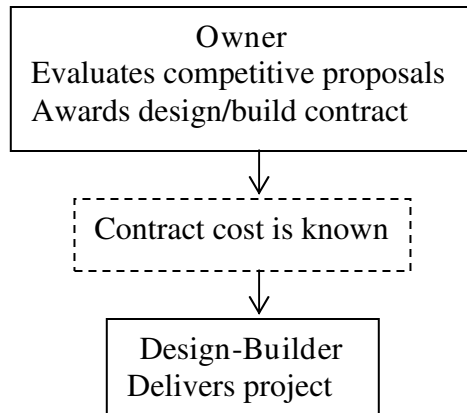 Owner
Evaluates competitive proposals
Awards design/build contract
Contract cost is known
Design-Builder
Delivers project